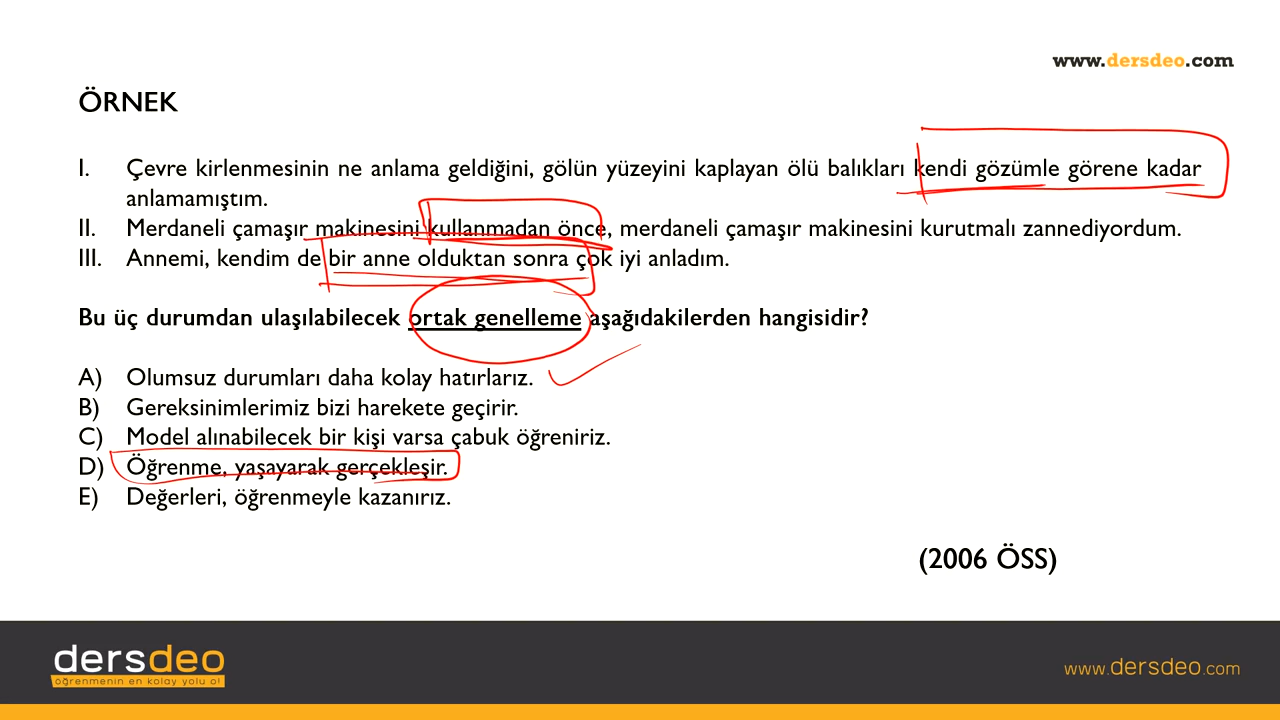 www.dersdeo.com
ÖRNEK
I. Çevre kirlenmesinin ne anlama geldiğini, gölün yüzeyini kaplayan ölü balıkları kendi gözümle görene kadar
anlamamıştım.
II. Merdaneli çamaşır makinesini kullanmadan önce, merdaneli çamaşır makinesini kurutmalı zannediyordum.
III. Annemi, kendim de bir anne olduktan sonra çok iyi anladım.
Bu üç durumdan ulaşılabilecek ortak genelleme aşağıdakilerden hangisidir?
A) Olumsuz durumları daha kolay hatırlarız.
B) Gereksinimlerimiz bizi harekete geçirir.
C) Model alınabilecek bir kişi varsa çabuk öğreniriz.
D) Öğrenme, yaşayarak gerçekleşir.
E) Değerleri, öğrenmeyle kazanırız.
(2006 ÖSS)
dersdeo
öğrenmenin en kolay yolu o!
www.dersdeo.com